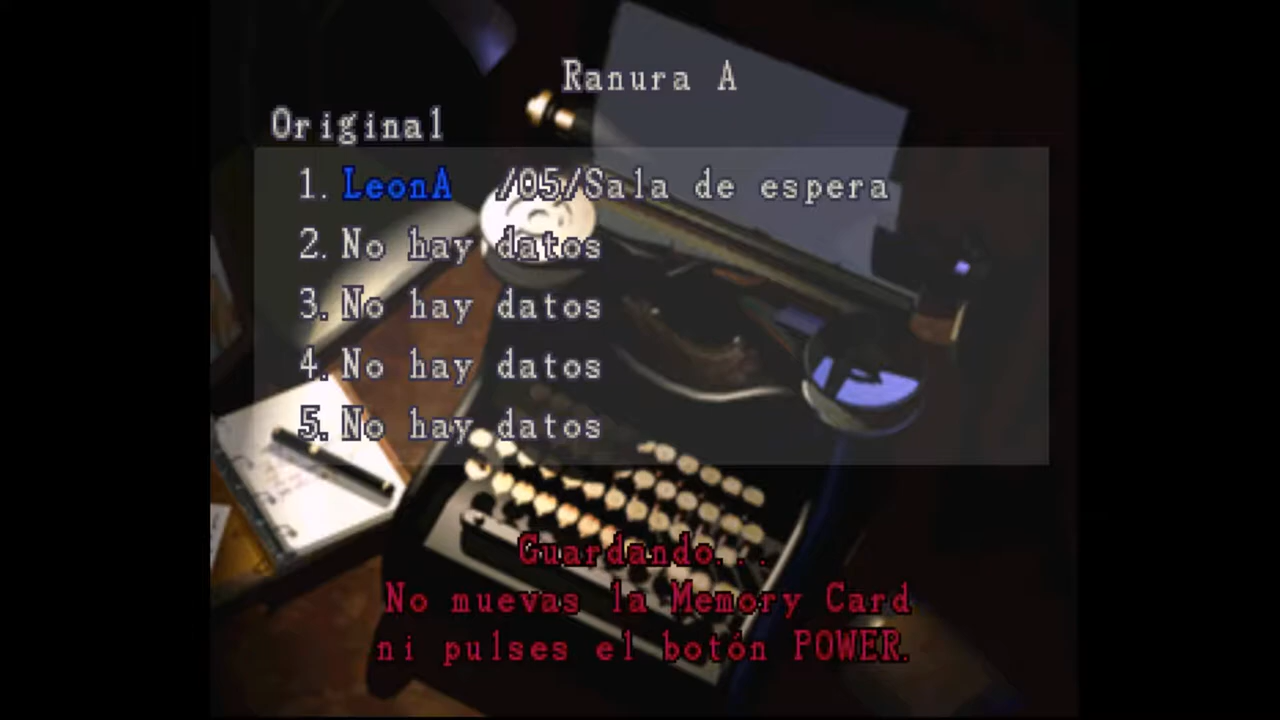 Ranura A
Original
1. LeonA /05/Sala de espera
2. No hay datos
3. No hay datos
4. No hay datos
5. No hay datos
Guardando...
No muevas la Memory Card
ni pulses el botón POWER.